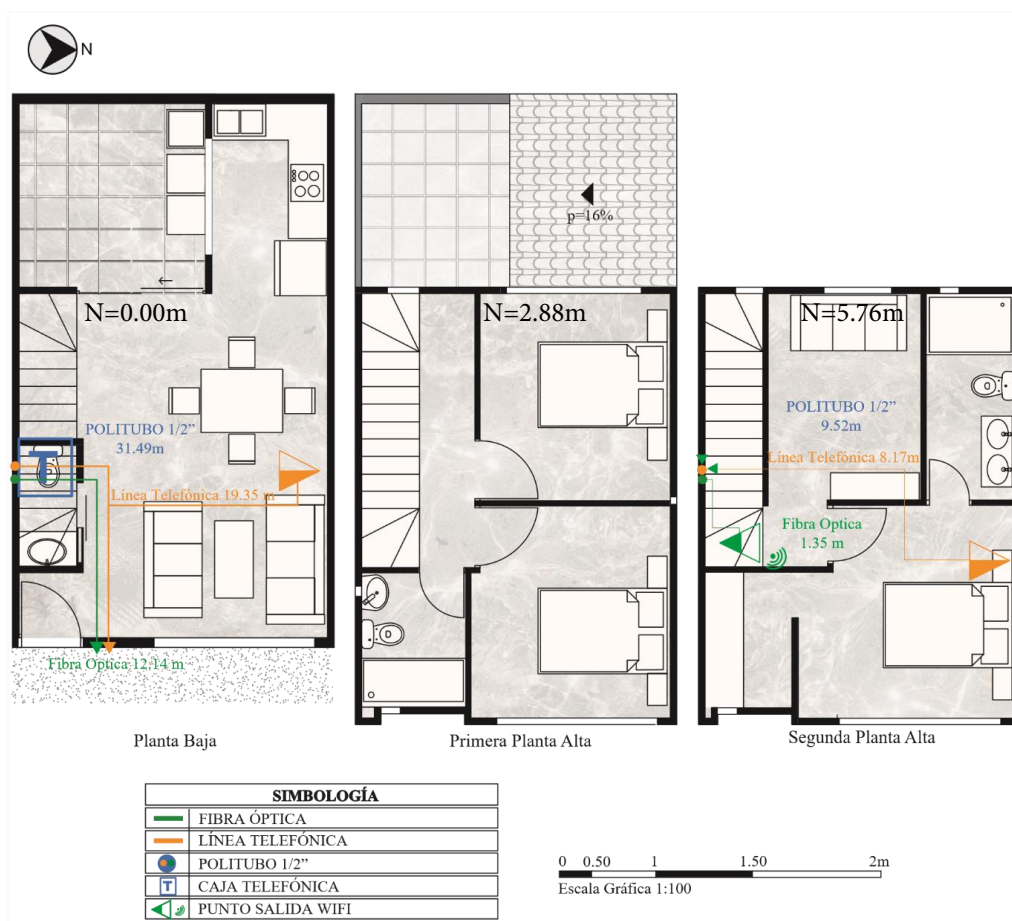 N
N=0.00m
N=2.88m
N=5.76m
p=16%
POLITUBO 1/2”
31.49m
Línea Telefónica 19.35 m
Fibra Optica 12.14 m
POLITUBO 1/2”
9.52m
Línea Telefónica 8.17m
Fibra Optica
1.35 m
T
Planta Baja
Primera Planta Alta
Segunda Planta Alta
SIMBOLOGÍA
FIBRA ÓPTICA
LÍNEA TELEFÓNICA
POLITUBO 1/2”
T CAJA TELEFÓNICA
PUNTO SALIDA WIFI
0 0.50 1 1.50 2m
Escala Gráfica 1:100